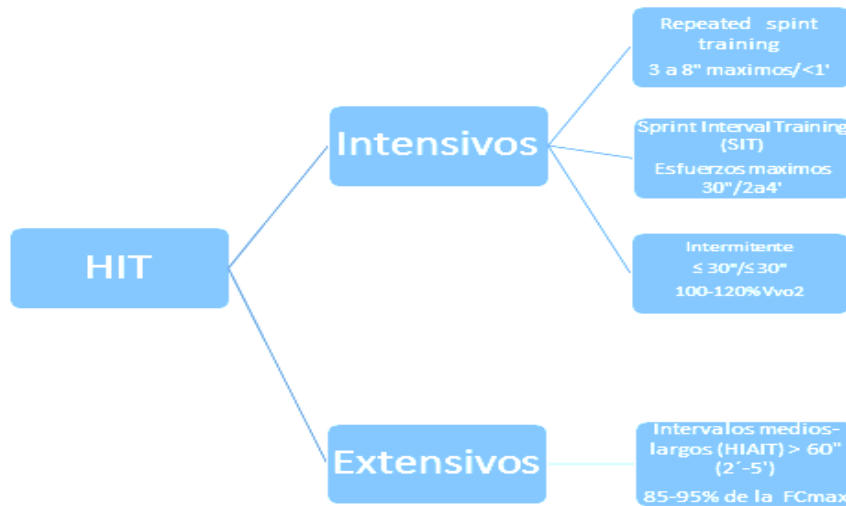 HIT
Intensivos
Repeated spint
training
3 a 8" maximos/<1'
Sprint Interval Training
(SIT)
Esfuerzos maximos
30"/2a4'
Intermitente
≤ 30"/≤ 30"
100-120%Vvo2
Extensivos
Intervalos medios-
largos (HIAIT) > 60"
(2´-5')
85-95% de la FCmax